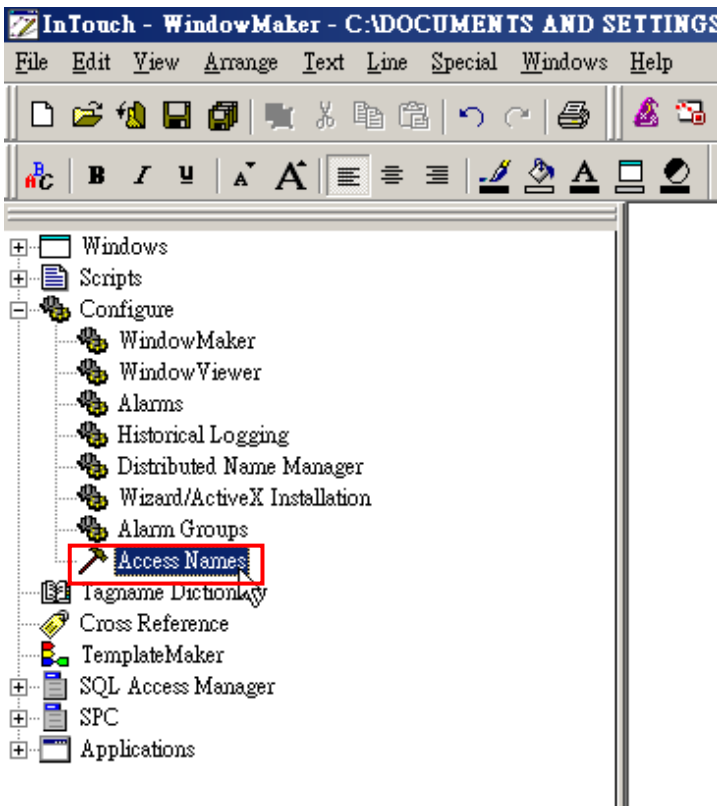 InTouch - WindowMaker - C:\DOCUMENTS AND SETTINGS
File Edit View Arrange Text Line Special Windows Help
ABC B I U A A A
Windows
Scripts
Configure
WindowMaker
WindowViewer
Alarms
Historical Logging
Distributed Name Manager
Wizard/ActiveX Installation
Alarm Groups
Access Names
Tagname Dictionary
Cross Reference
TemplateMaker
SQL Access Manager
SPC
Applications